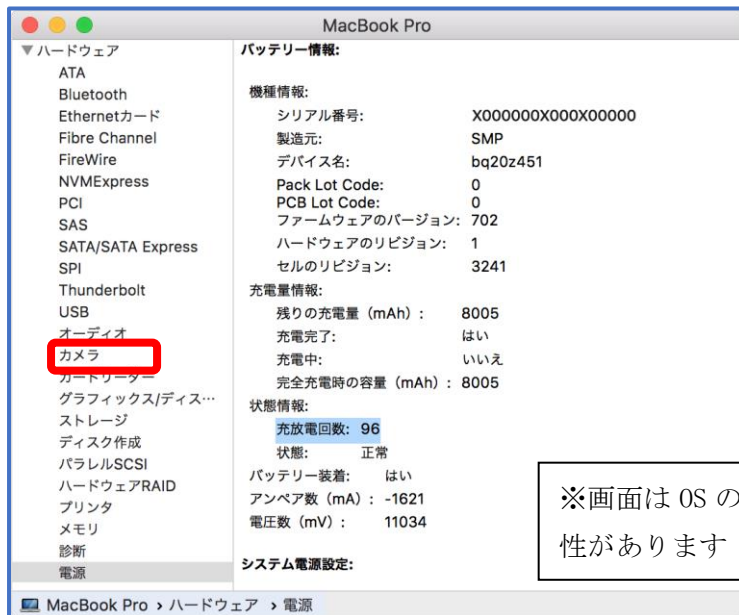 MacBook Pro
▼ハードウェア
ATA
Bluetooth
Ethernetカード
Fibre Channel
FireWire
NVMExpress
PCI
SAS
SATA/SATA Express
SPI
Thunderbolt
USB
オーディオ
カメラ
カードリーダー
グラフィックス/ディス…
ストレージ
ディスク作成
パラレルSCSI
ハードウェアRAID
プリンタ
メモリ
診断
電源
バッテリー情報:
機種情報:
シリアル番号: X000000X000X00000
製造元: SMP
デバイス名: bq20z451
Pack Lot Code: 0
PCB Lot Code: 0
ファームウェアのバージョン: 702
ハードウェアのリビジョン: 1
セルのリビジョン: 3241
充電量情報:
残りの充電量（mAh）: 8005
充電完了: はい
充電中: いいえ
完全充電時の容量（mAh）: 8005
状態情報:
充放電回数: 96
状態: 正常
バッテリー装着: はい
アンペア数（mA）: -1621
電圧数（mV）: 11034
システム電源設定:
※画面は OS の
性があります
MacBook Pro › ハードウェア › 電源